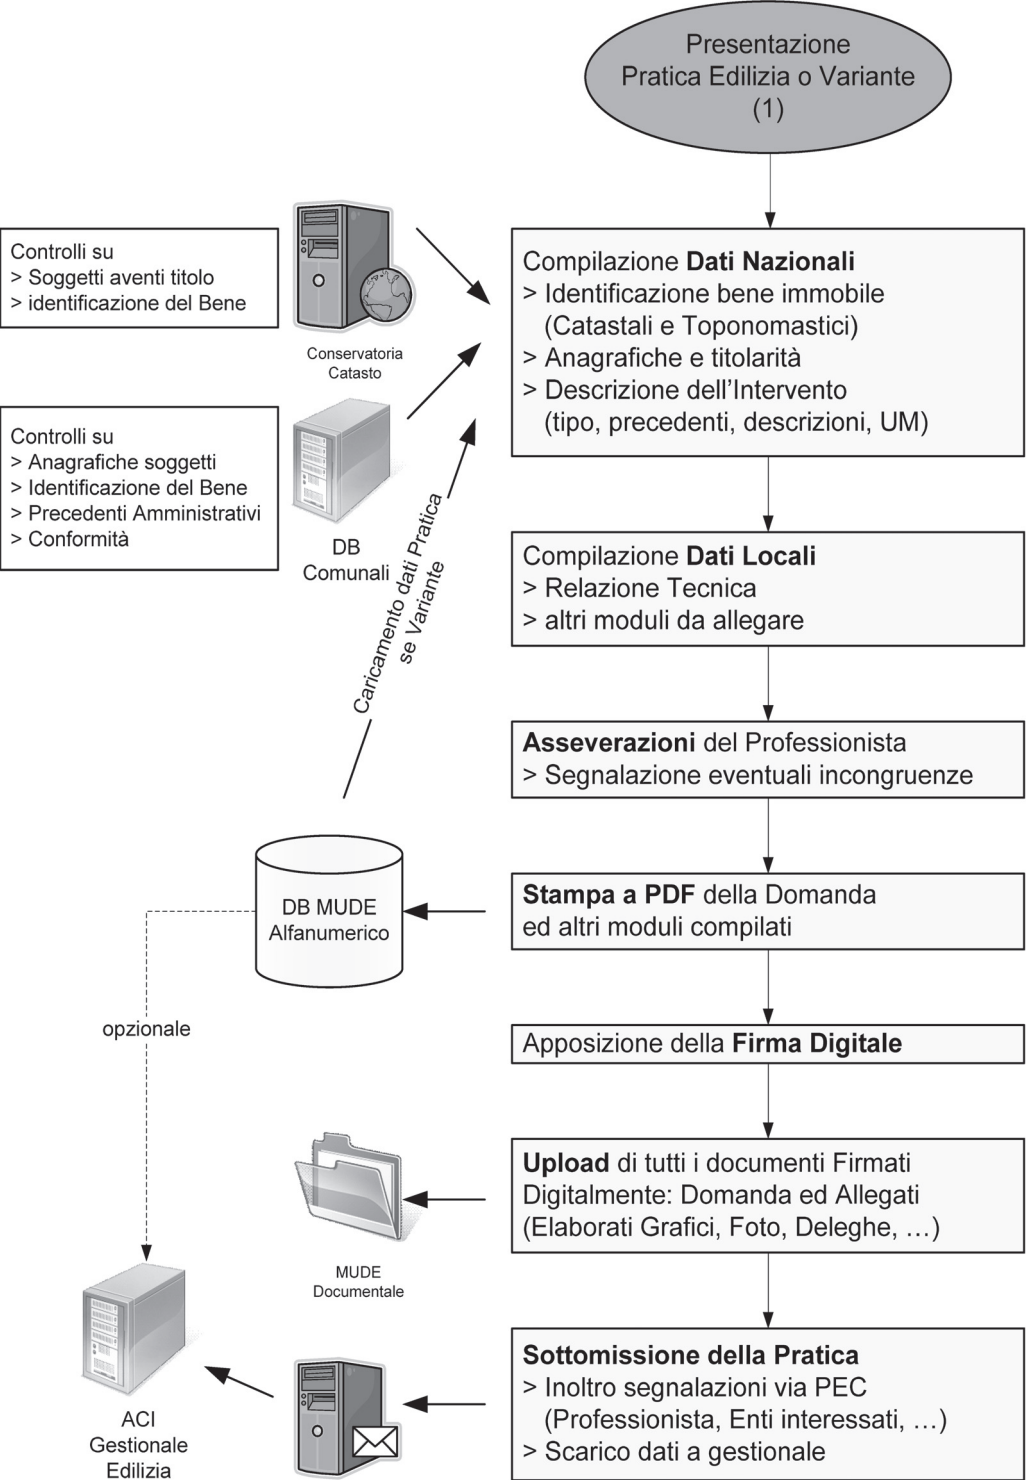 Presentazione
Pratica Edilizia o Variante
(1)
Controlli su
> Soggetti aventi titolo
> identificazione del Bene
Conservatoria
Catasto
Compilazione Dati Nazionali
> Identificazione bene immobile
(Catastali e Toponomastici)
> Anagrafiche e titolarità
> Descrizione dell'Intervento
(tipo, precedenti, descrizioni, UM)
Controlli su
> Anagrafiche soggetti
> Identificazione del Bene
> Precedenti Amministrativi
> Conformità
DB
Comunali
Caricamento dati Pratica
se Variante
Compilazione Dati Locali
> Relazione Tecnica
> altri moduli da allegare
Asseverazioni del Professionista
> Segnalazione eventuali incongruenze
DB MUDE
Alfanumerico
Stampa a PDF della Domanda
ed altri moduli compilati
opzionale
Apposizione della Firma Digitale
MUDE
Documentale
Upload di tutti i documenti Firmati
Digitalmente: Domanda ed Allegati
(Elaborati Grafici, Foto, Deleghe, …)
ACI
Gestionale
Edilizia
Sottomissione della Pratica
> Inoltro segnalazioni via PEC
(Professionista, Enti interessati, …)
> Scarico dati a gestionale